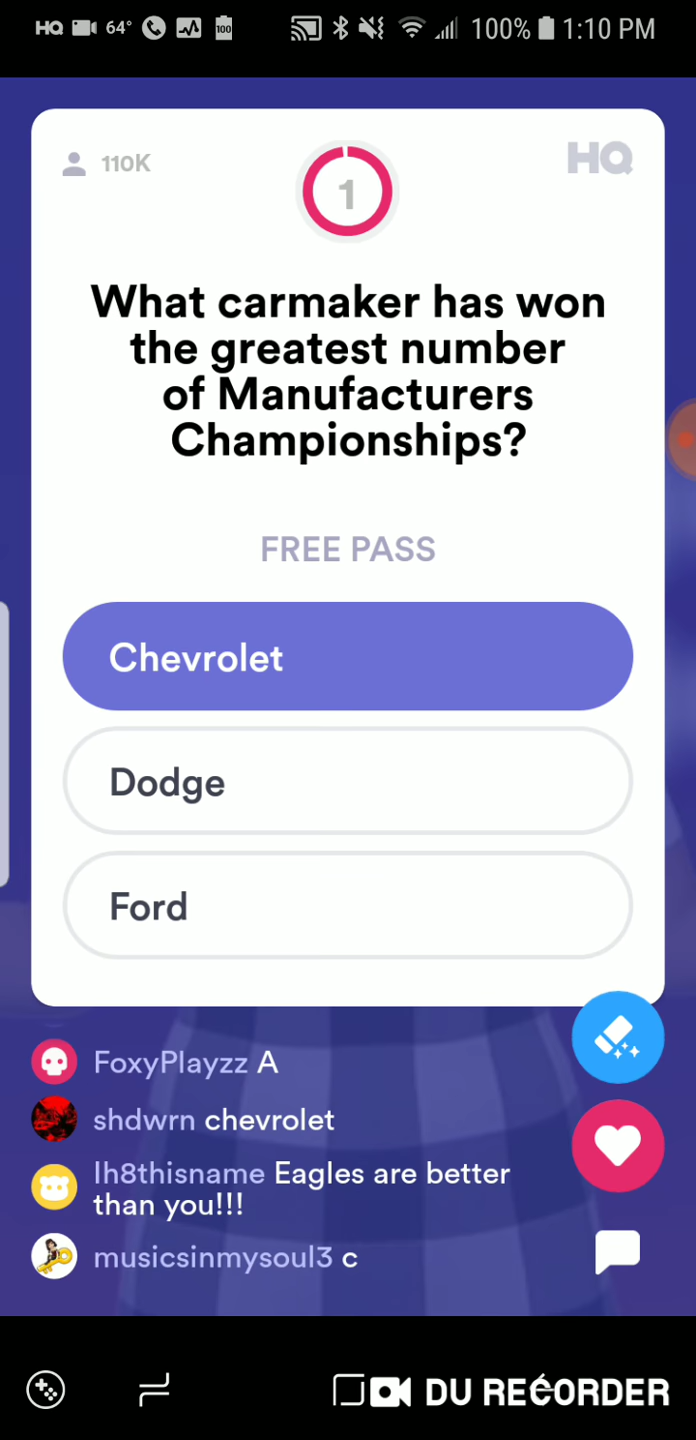 HQ 64° 100 100% 1:10 PM
110K 1 HQ
What carmaker has won
the greatest number
of Manufacturers
Championships?
FREE PASS
Chevrolet
Dodge
Ford
FoxyPlayzz A
shdwrn chevrolet
lh8thisname Eagles are better
than you!!!
musicsinmysoul3 c
DU RECORDER